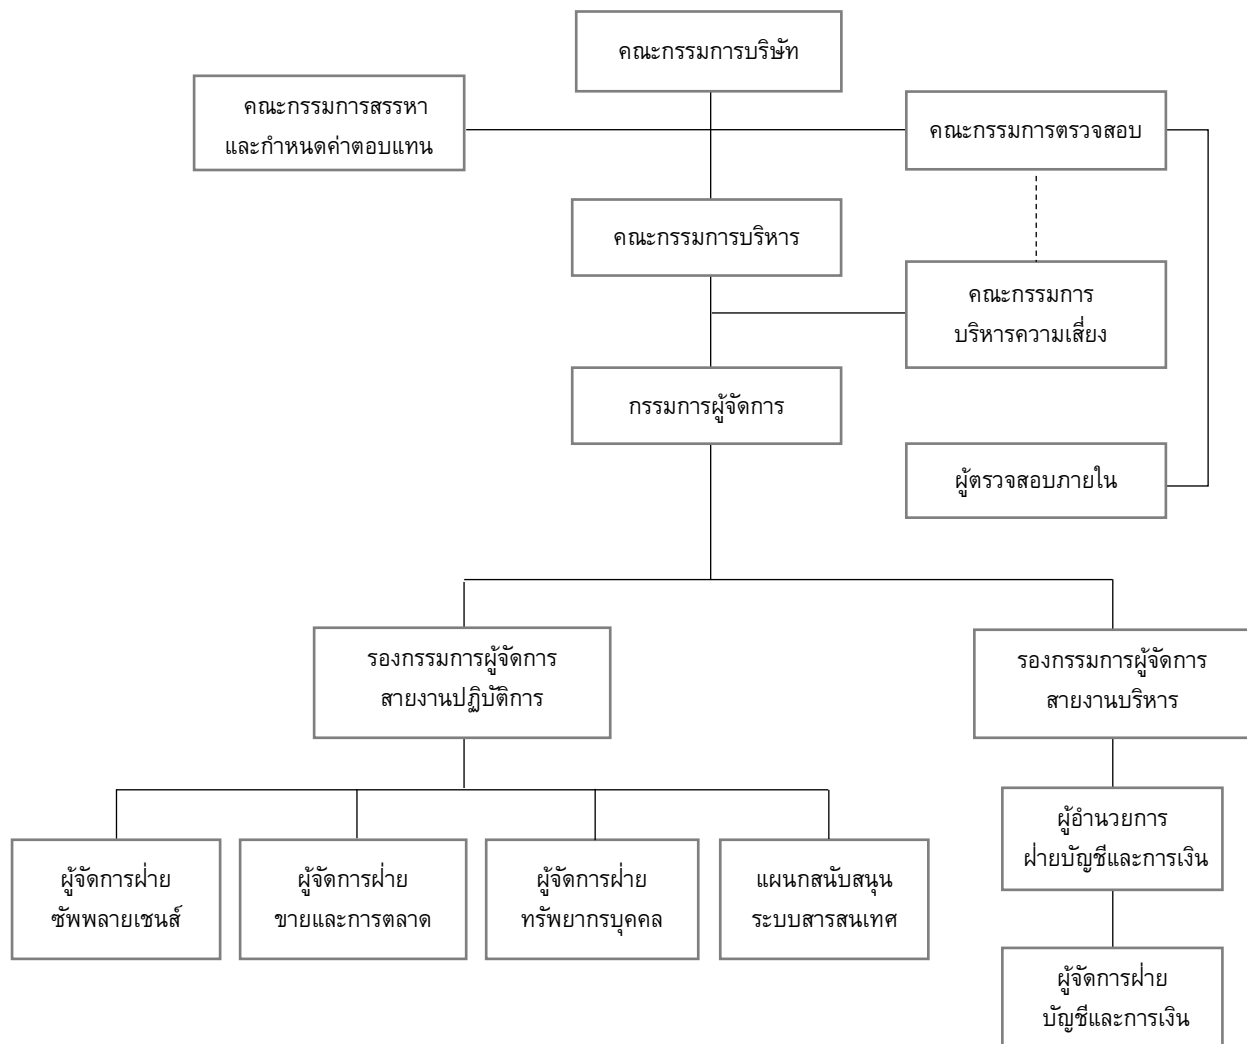 คณะกรรมการบริษัท
คณะกรรมการสรรหา
และกำหนดค่าตอบแทน
คณะกรรมการตรวจสอบ
คณะกรรมการบริหาร
คณะกรรมการ
บริหารความเสี่ยง
กรรมการผู้จัดการ
ผู้ตรวจสอบภายใน
รองกรรมการผู้จัดการ
สายงานปฏิบัติการ
รองกรรมการผู้จัดการ
สายงานบริหาร
ผู้จัดการฝ่าย
ซัพพลายเชนส์
ผู้จัดการฝ่าย
ขายและการตลาด
ผู้จัดการฝ่าย
ทรัพยากรบุคคล
แผนกสนับสนุน
ระบบสารสนเทศ
ผู้อำนวยการ
ฝ่ายบัญชีและการเงิน
ผู้จัดการฝ่าย
บัญชีและการเงิน